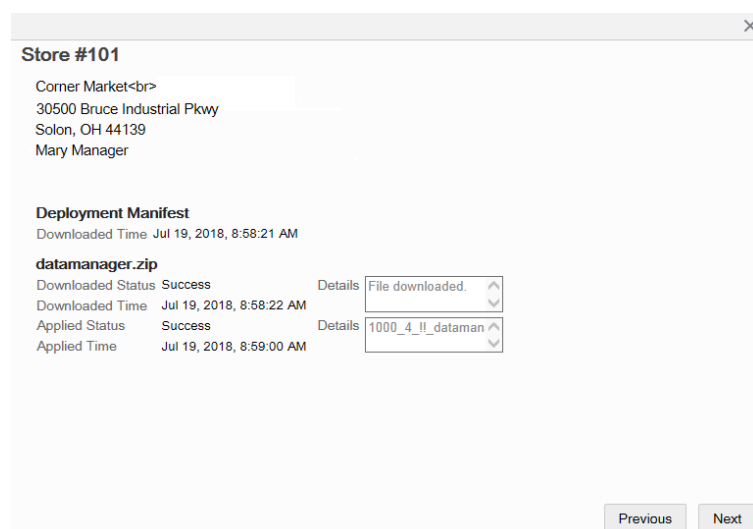 Store #101
Corner Market<br>
30500 Bruce Industrial Pkwy
Solon, OH 44139
Mary Manager
Deployment Manifest
Downloaded Time Jul 19, 2018, 8:58:21 AM
datamanager.zip
Downloaded Status Success Details File downloaded.
Downloaded Time Jul 19, 2018, 8:58:22 AM
Applied Status Success Details 1000_4_!!_dataman
Applied Time Jul 19, 2018, 8:59:00 AM
Previous Next